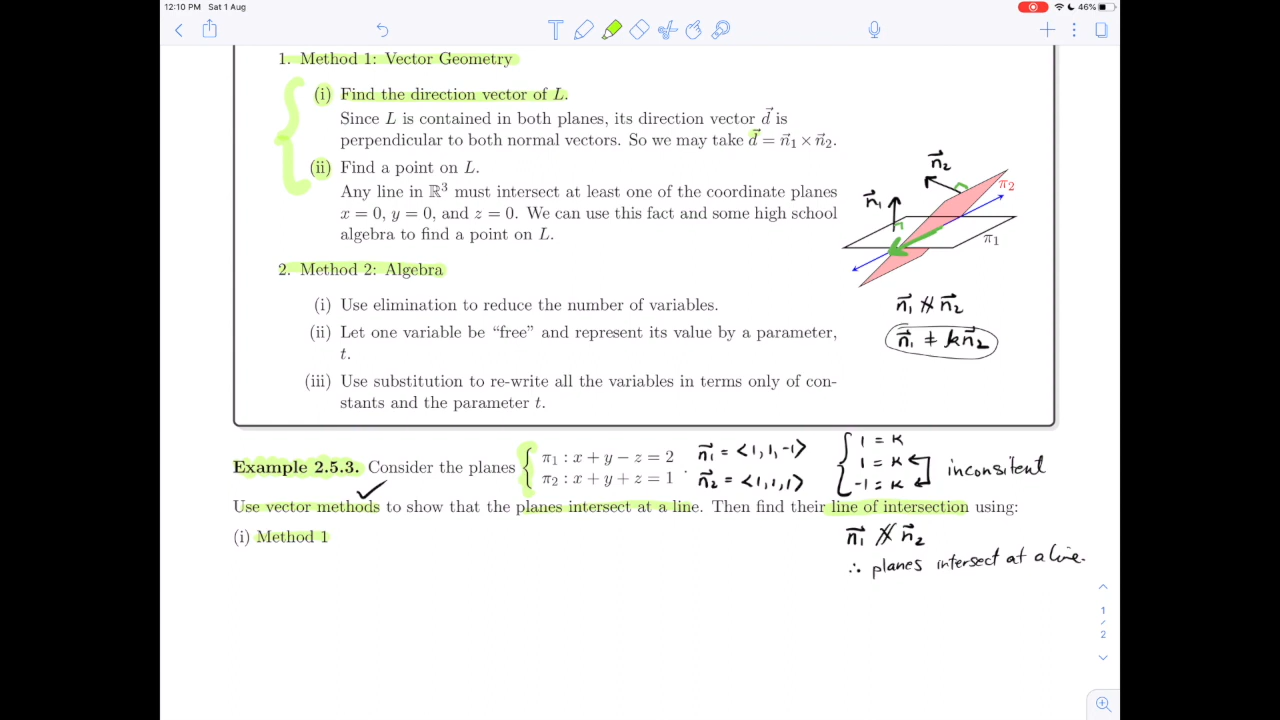 12:10 PM Sat 1 Aug
46%
1. Method 1: Vector Geometry
(i) Find the direction vector of L.
Since L is contained in both planes, its direction vector d⃗ is
perpendicular to both normal vectors. So we may take d⃗ = n⃗₁ × n⃗₂.
(ii) Find a point on L.
Any line in ℝ³ must intersect at least one of the coordinate planes
x = 0, y = 0, and z = 0. We can use this fact and some high school
algebra to find a point on L.
n⃗₂
n⃗₁
π₂
π₁
n⃗₁ ∦ n⃗₂
n⃗₁ ≠ kn⃗₂
2. Method 2: Algebra
(i) Use elimination to reduce the number of variables.
(ii) Let one variable be “free” and represent its value by a parameter,
t.
(iii) Use substitution to re-write all the variables in terms only of con-
stants and the parameter t.
Example 2.5.3. Consider the planes { π₁ : x + y − z = 2
π₂ : x + y + z = 1 .
n⃗₁ = <1, 1, -1>
n⃗₂ = <1, 1, 1>
{ 1 = k
1 = k
-1 = k
inconsitent
Use vector methods to show that the planes intersect at a line. Then find their line of intersection using:
(i) Method 1
n⃗₁ ∦ n⃗₂
∴ planes intersect at a line.
1
/
2